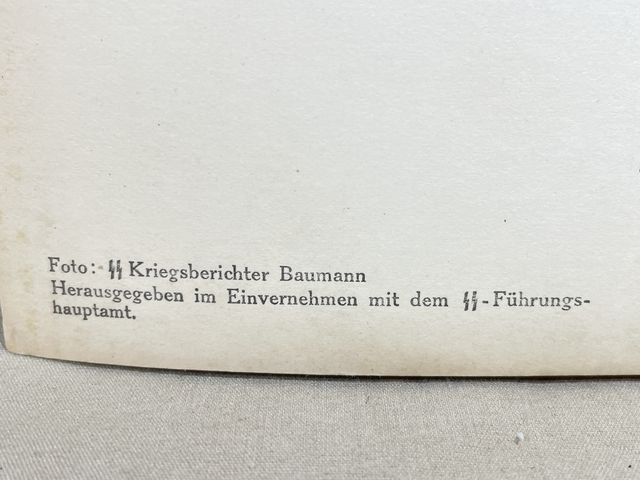 Foto: ᛋᛋ Kriegsberichter Baumann
Herausgegeben im Einvernehmen mit dem ᛋᛋ-Führungs-
hauptamt.